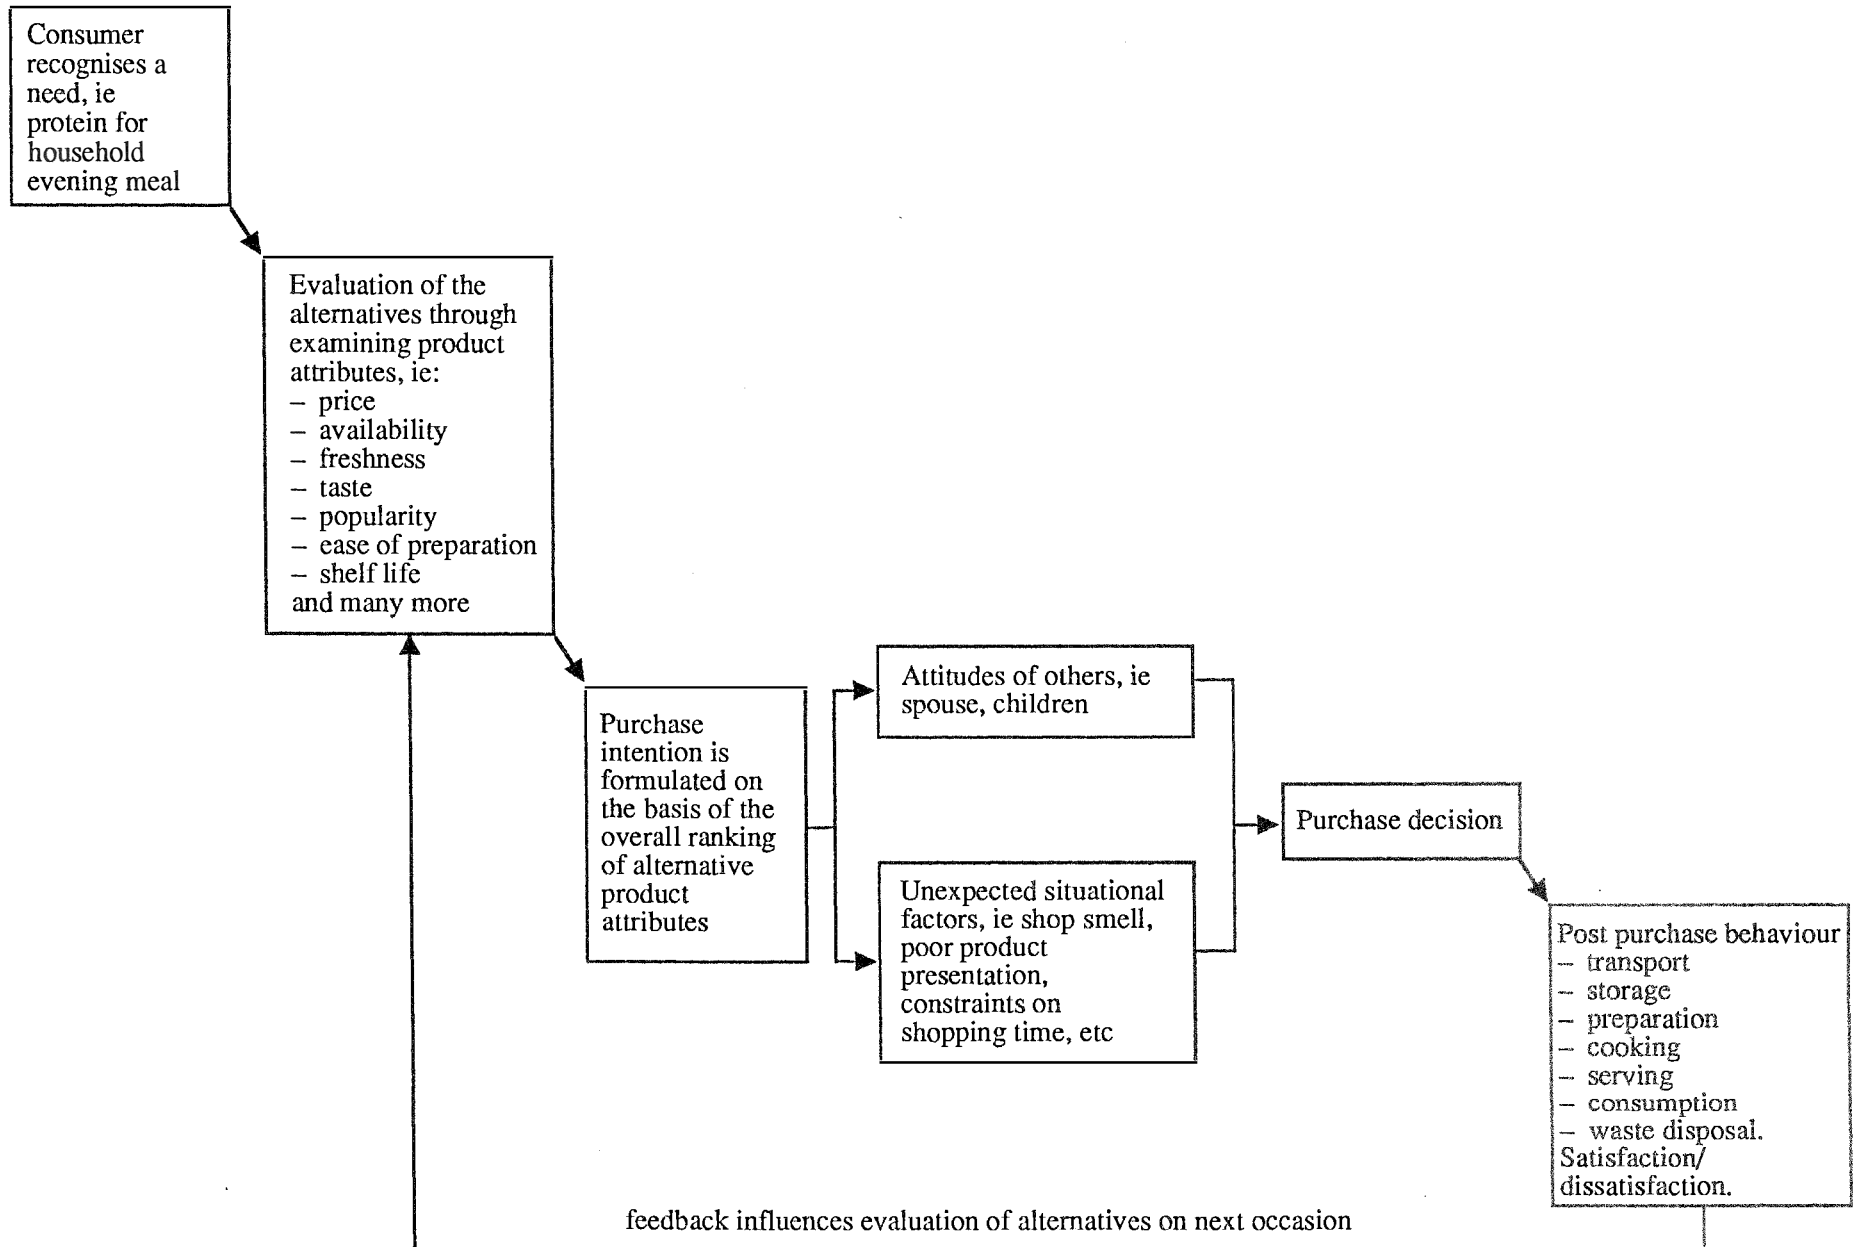 Consumer
recognises a
need, ie
protein for
household
evening meal
Evaluation of the
alternatives through
examining product
attributes, ie:
– price
– availability
– freshness
– taste
– popularity
– ease of preparation
– shelf life
and many more
Purchase
intention is
formulated on
the basis of the
overall ranking
of alternative
product
attributes
Attitudes of others, ie
spouse, children
Unexpected situational
factors, ie shop smell,
poor product
presentation,
constraints on
shopping time, etc
Purchase decision
Post purchase behaviour
– transport
– storage
– preparation
– cooking
– serving
– consumption
– waste disposal.
Satisfaction/
dissatisfaction.
feedback influences evaluation of alternatives on next occasion